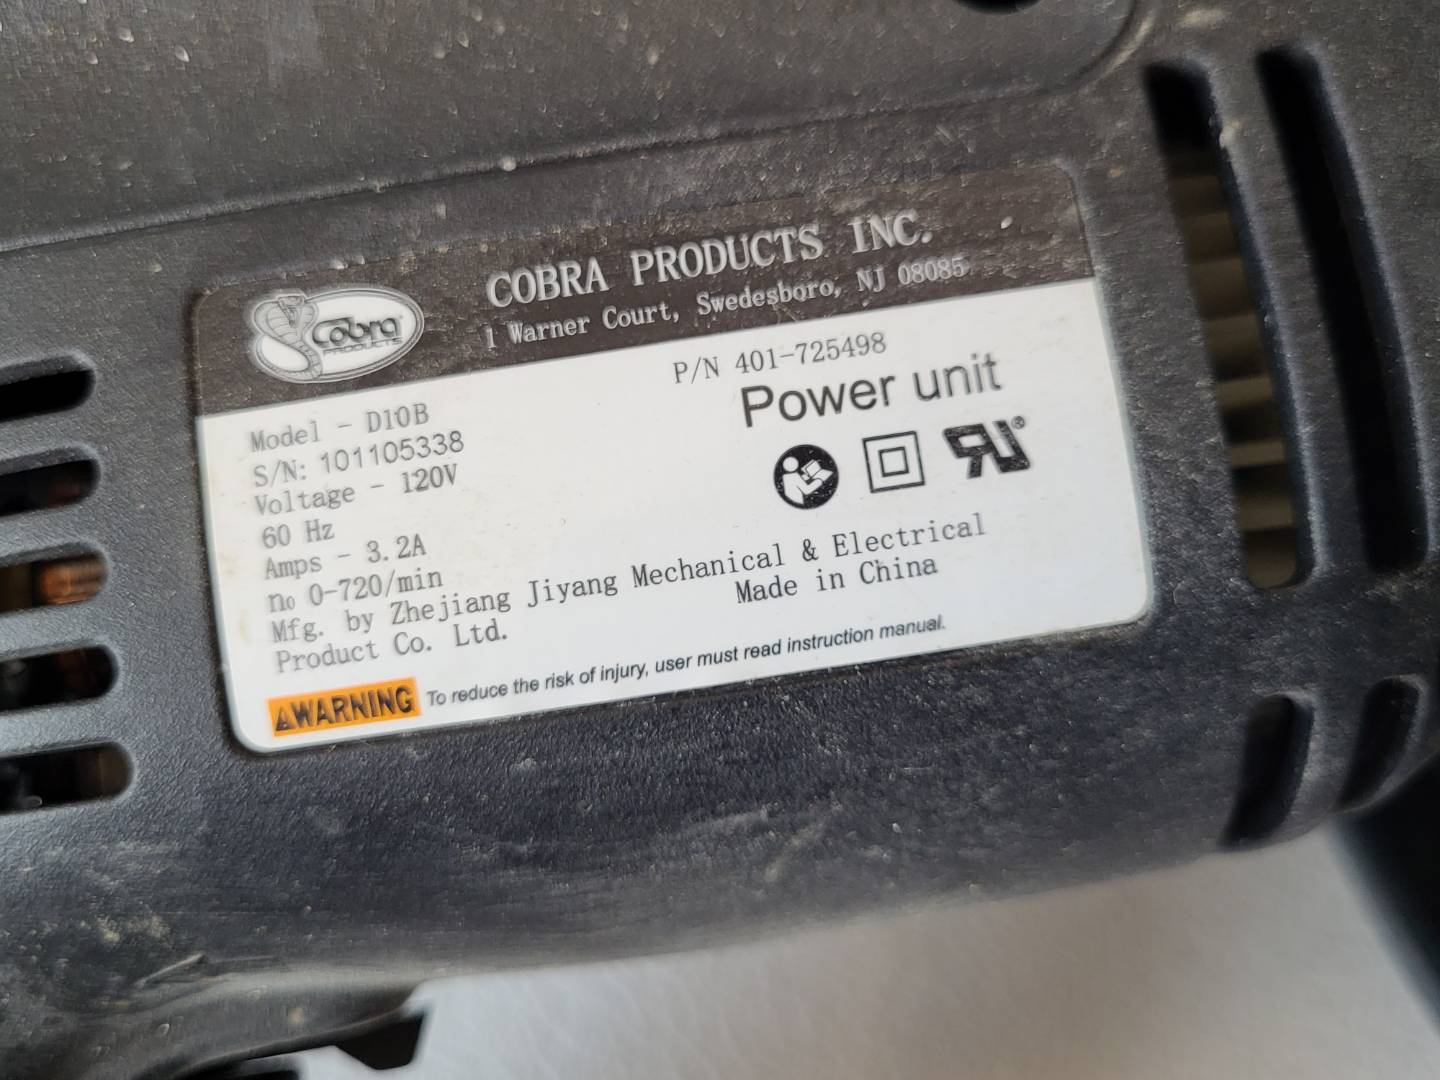 Cobra®
PRODUCTS
COBRA PRODUCTS INC.
1 Warner Court, Swedesboro, NJ 08085
P/N 401-725498
Power unit
Model - D10B
S/N: 101105338
Voltage - 120V
60 Hz
Amps - 3.2A
n₀ 0-720/min
Mfg. by Zhejiang Jiyang Mechanical & Electrical
Product Co. Ltd.
Made in China
WARNING To reduce the risk of injury, user must read instruction manual.